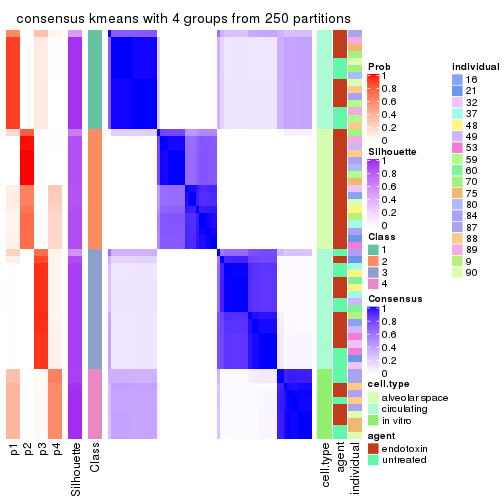 consensus kmeans with 4 groups from 250 partitions
Prob
1
0.8
0.6
0.4
0.2
0
Silhouette
1
0.8
0.6
0.4
0.2
0
Class
1
2
3
4
Consensus
1
0.8
0.6
0.4
0.2
0
cell.type
alveolar space
circulating
in vitro
agent
endotoxin
untreated
individual
16
21
32
37
48
49
53
59
60
70
75
80
85
87
88
89
9
90
p1
p2
p3
p4
Silhouette
Class
cell.type
agent
individual